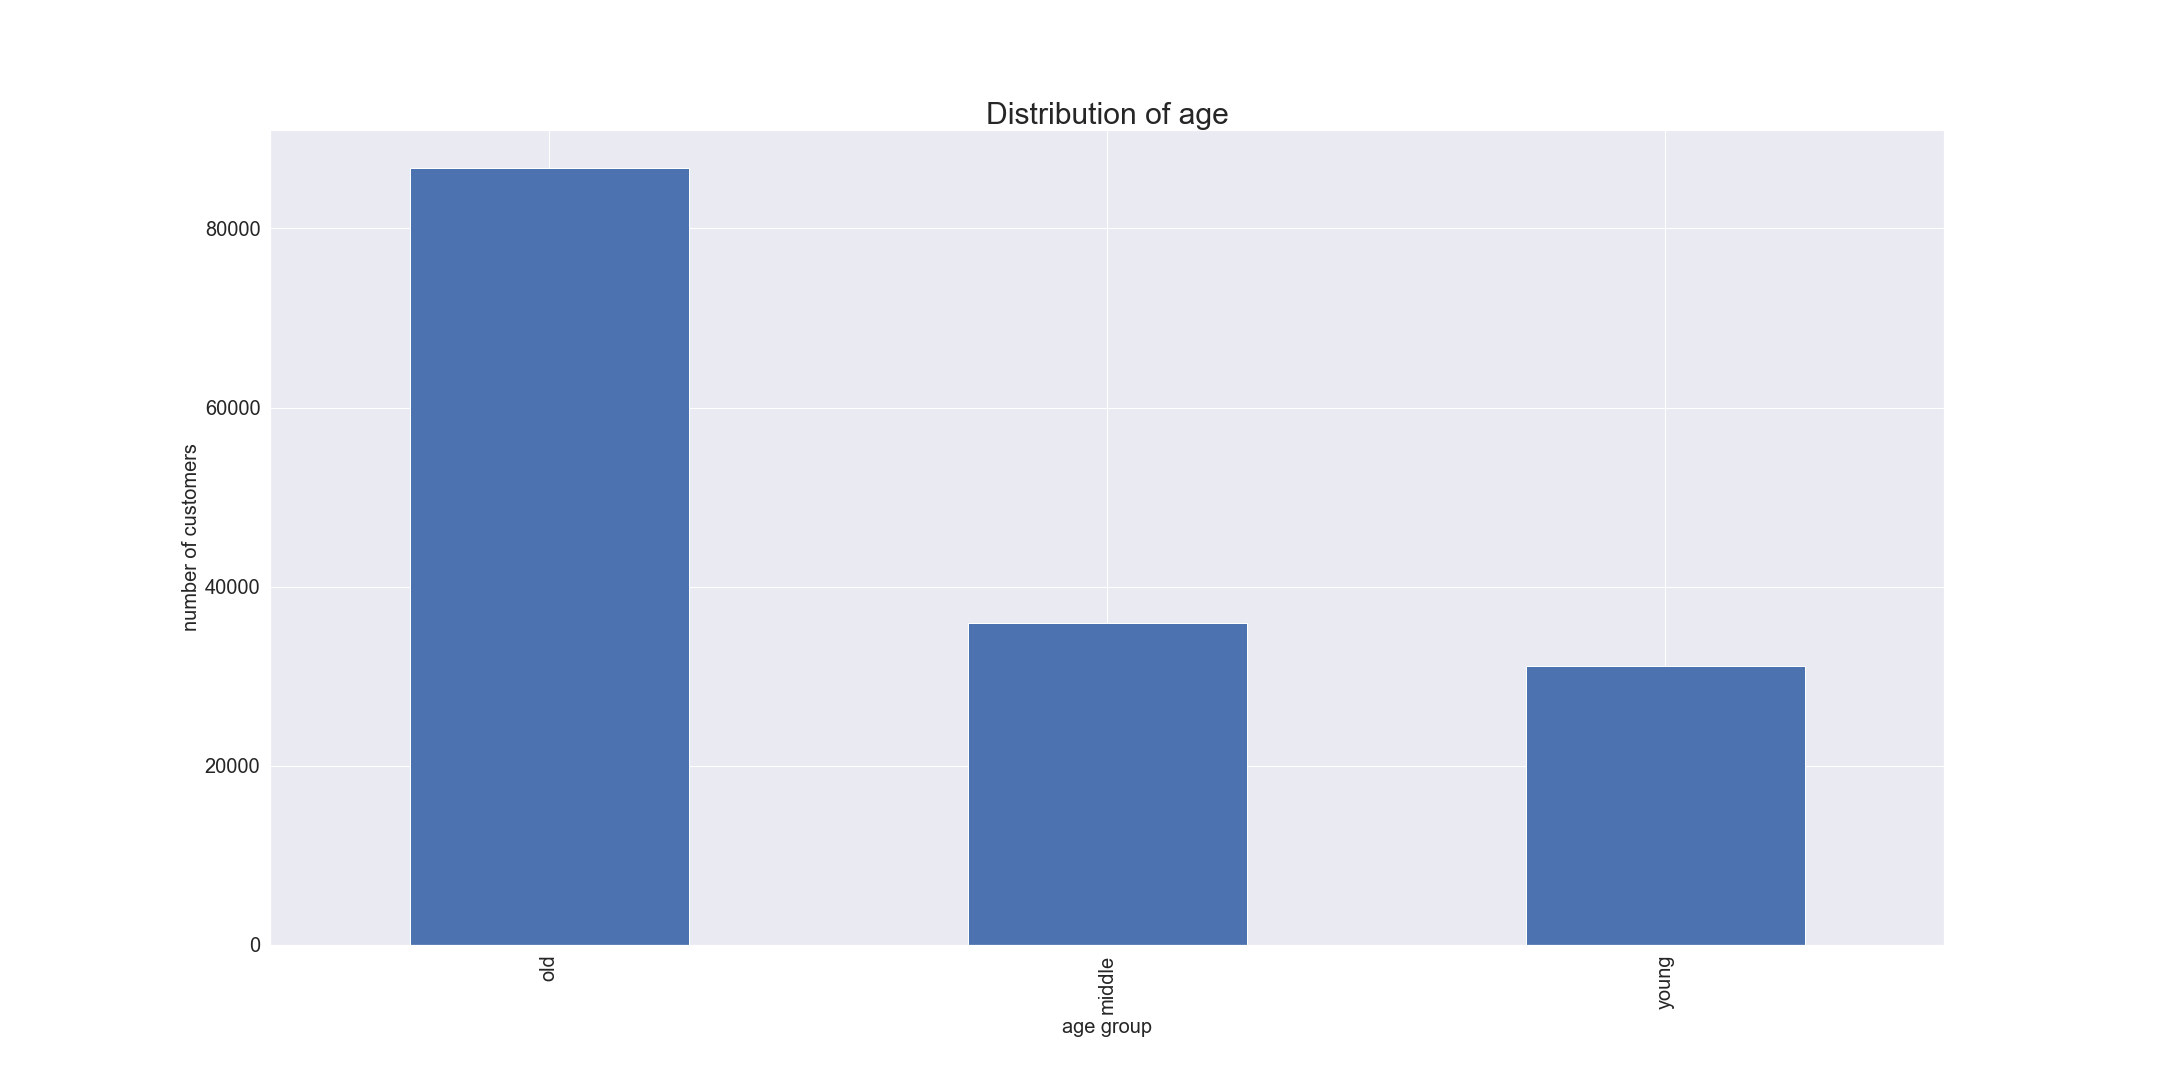 Distribution of age
80000
60000
40000
20000
0
number of customers
old
middle
young
age group